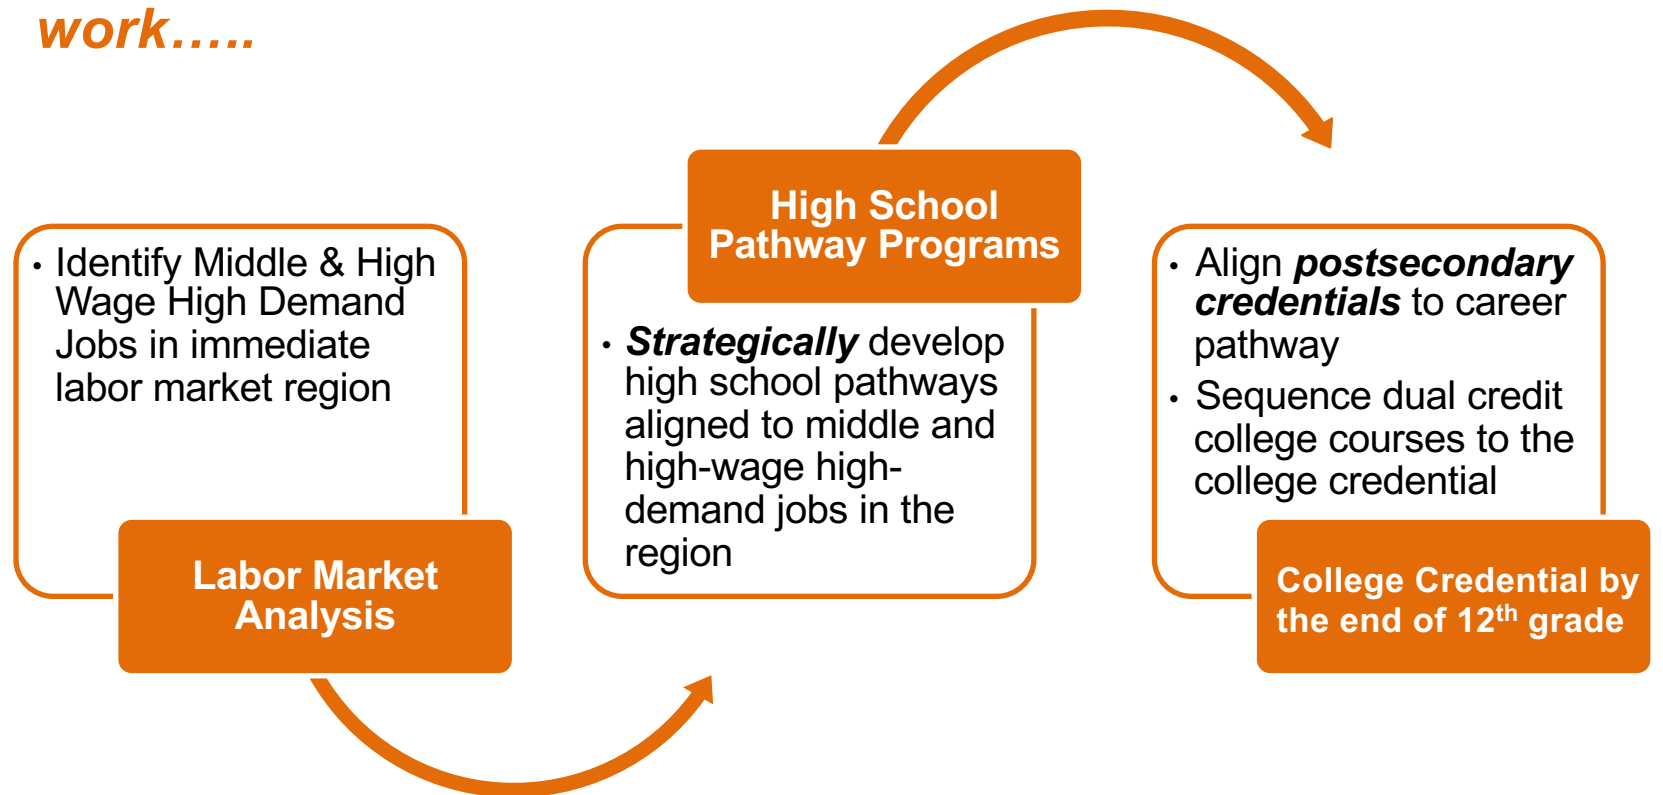 work…..
• Identify Middle & High
Wage High Demand
Jobs in immediate
labor market region
Labor Market
Analysis
High School
Pathway Programs
• Strategically develop
high school pathways
aligned to middle and
high-wage high-
demand jobs in the
region
• Align postsecondary
credentials to career
pathway
• Sequence dual credit
college courses to the
college credential
College Credential by
the end of 12th grade